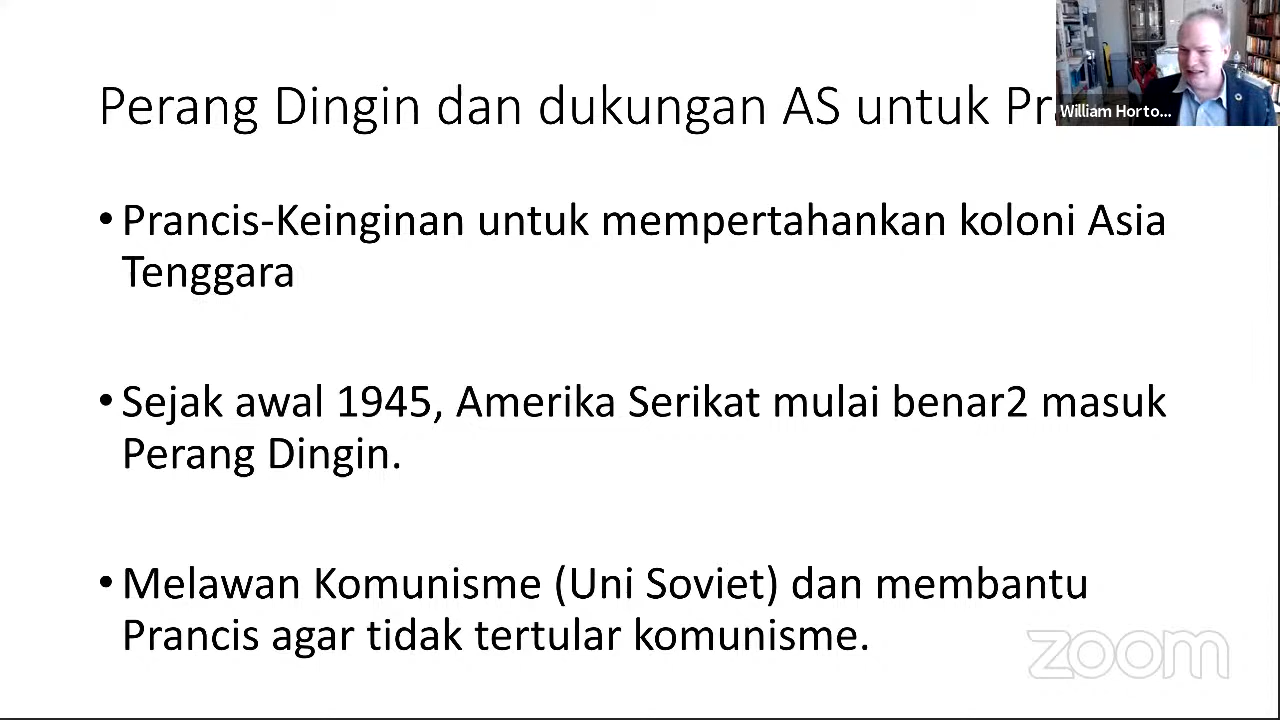 Perang Dingin dan dukungan AS untuk
William Horto...
• Prancis-Keinginan untuk mempertahankan koloni Asia
Tenggara
• Sejak awal 1945, Amerika Serikat mulai benar2 masuk
Perang Dingin.
• Melawan Komunisme (Uni Soviet) dan membantu
Prancis agar tidak tertular komunisme.
zoom